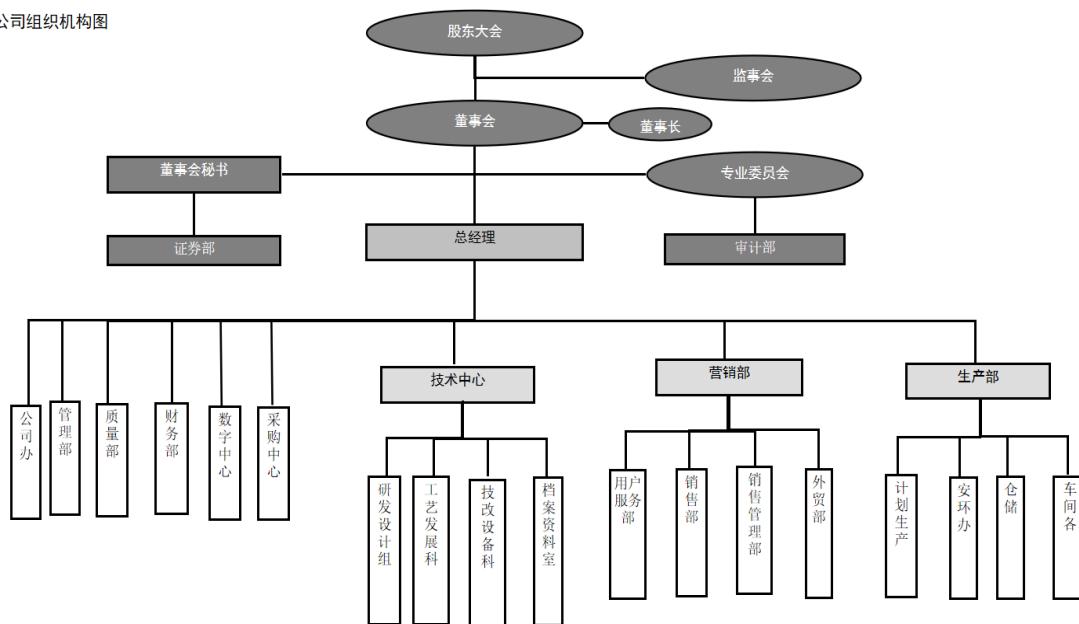 公司组织机构图
股东大会
监事会
董事会
董事长
董事会秘书
专业委员会
证券部
总经理
审计部
技术中心
营销部
生产部
公司办
管理部
质量部
财务部
数字中心
采购中心
研发设计组
工艺发展科
技改设备科
档案资料室
用户服务部
销售部
销售管理部
外贸部
计划生产
安环办
仓储
车间各